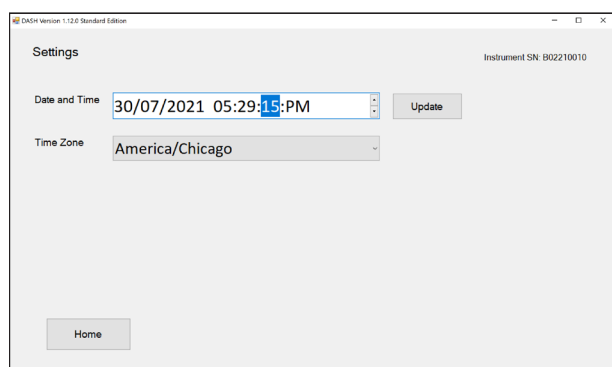 DASH Version 1.12.0 Standard Edition
Settings
Instrument SN: B02210010
Date and Time
30/07/2021 05:29:15:PM
Update
Time Zone
America/Chicago
Home